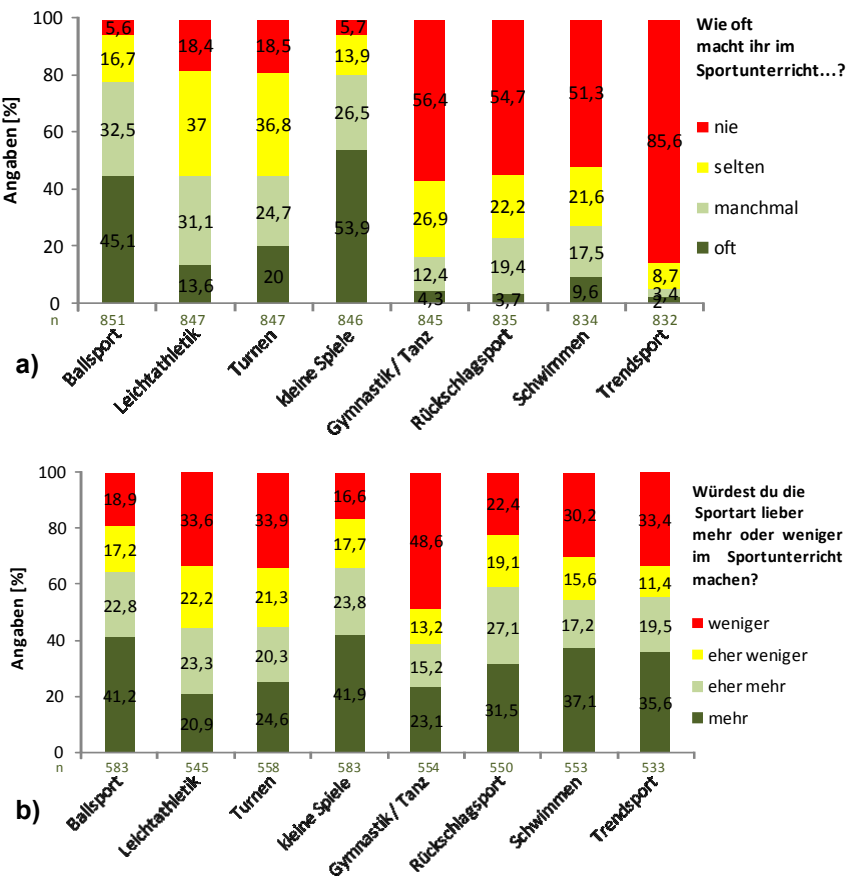 Wie oft
macht ihr im
Sportunterricht...?
nie
selten
manchmal
oft
Angaben [%]
100
80
60
40
20
0
5,6 18,4 18,5 5,7 56,4 54,7 51,3 85,6
16,7 37 36,8 13,9 26,9 22,2 21,6 8,7
32,5 31,1 24,7 26,5 12,4 19,4 17,5 3,4
45,1 13,6 20 53,9 4,3 3,7 9,6 2
n 851 847 847 846 845 835 834 832
Ballsport
Leichtathletik
Turnen
kleine Spiele
Gymnastik / Tanz
Rückschlagsport
Schwimmen
Trendsport
a)
Würdest du die
Sportart lieber
mehr oder weniger
im Sportunterricht
machen?
weniger
eher weniger
eher mehr
mehr
Angaben [%]
100
80
60
40
20
0
18,9 33,6 33,9 16,6 48,6 22,4 30,2 33,4
17,2 22,2 21,3 17,7 13,2 19,1 15,6 11,4
22,8 23,3 20,3 23,8 15,2 27,1 17,2 19,5
41,2 20,9 24,6 41,9 23,1 31,5 37,1 35,6
n 583 545 558 583 554 550 553 533
Ballsport
Leichtathletik
Turnen
kleine Spiele
Gymnastik / Tanz
Rückschlagsport
Schwimmen
Trendsport
b)